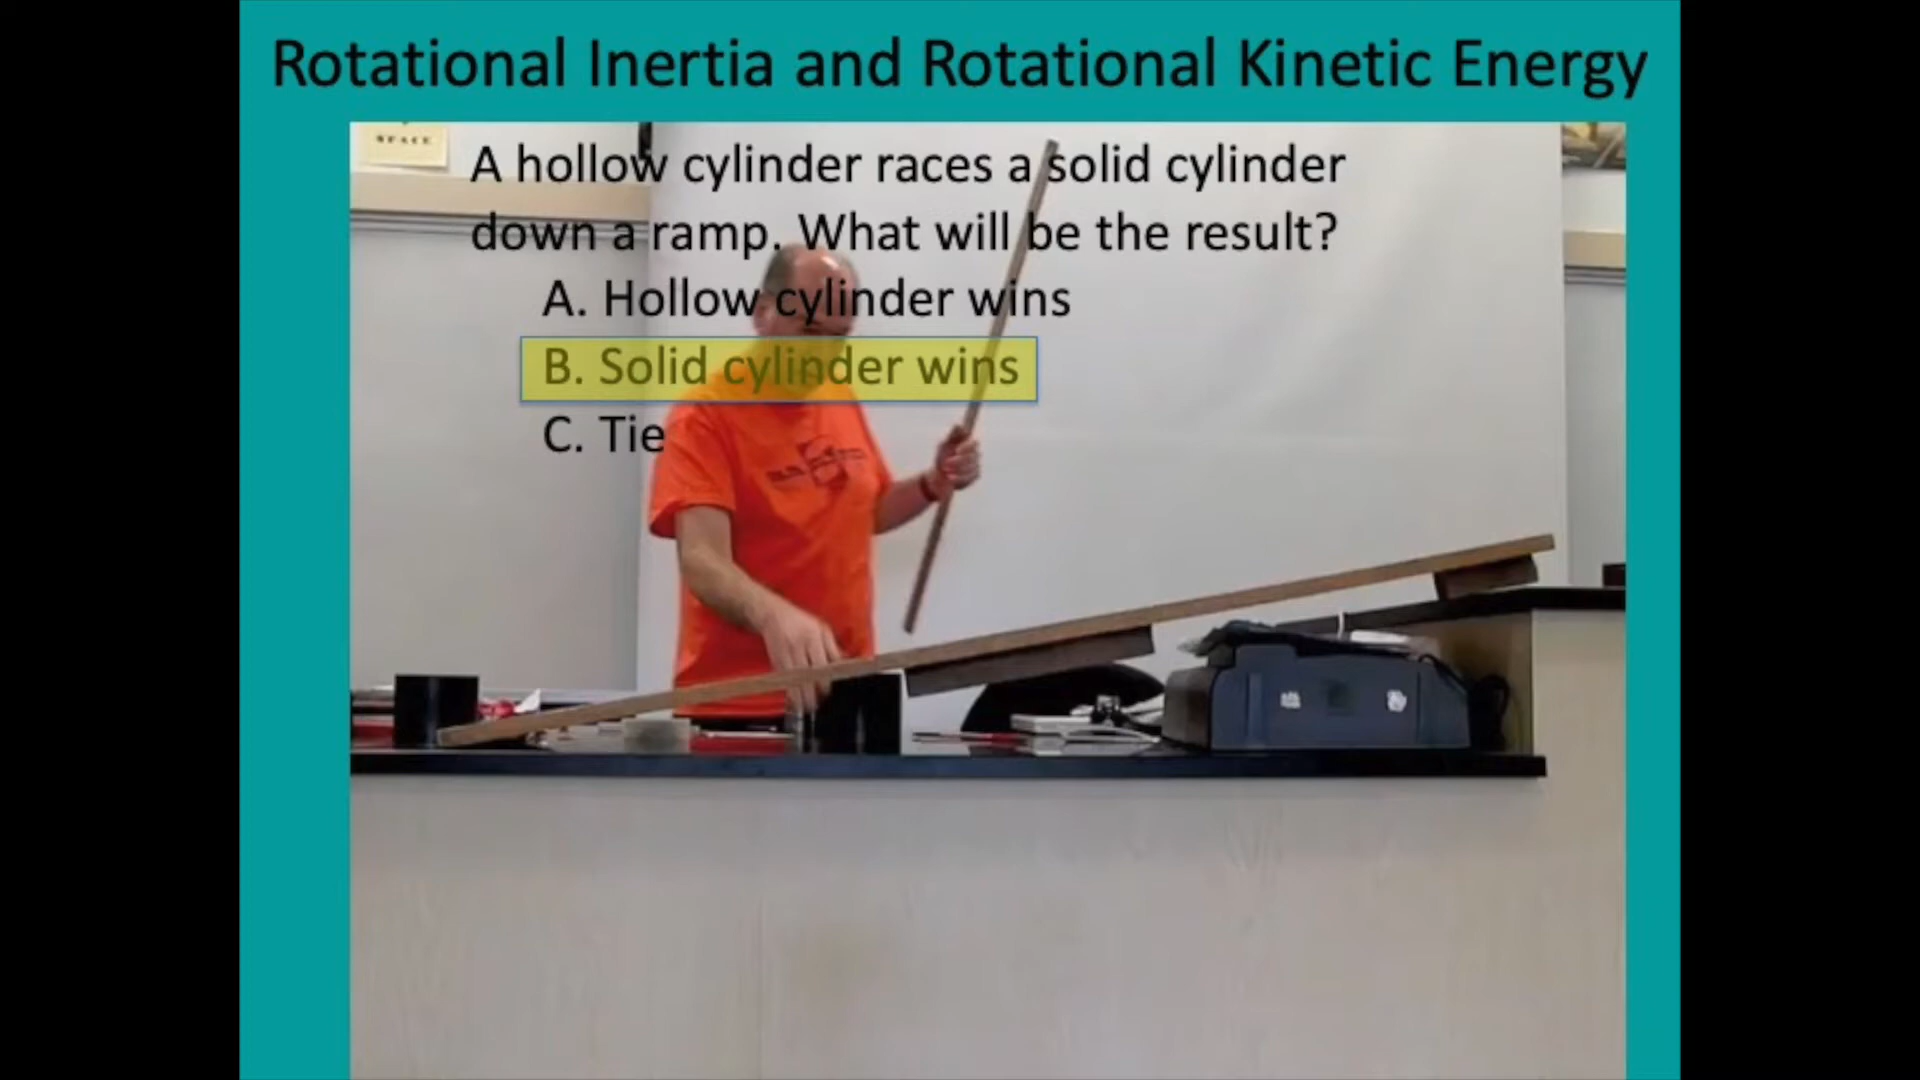 Rotational Inertia and Rotational Kinetic Energy
SPACE
A hollow cylinder races a solid cylinder
down a ramp. What will be the result?
A. Hollow cylinder wins
B. Solid cylinder wins
C. Tie